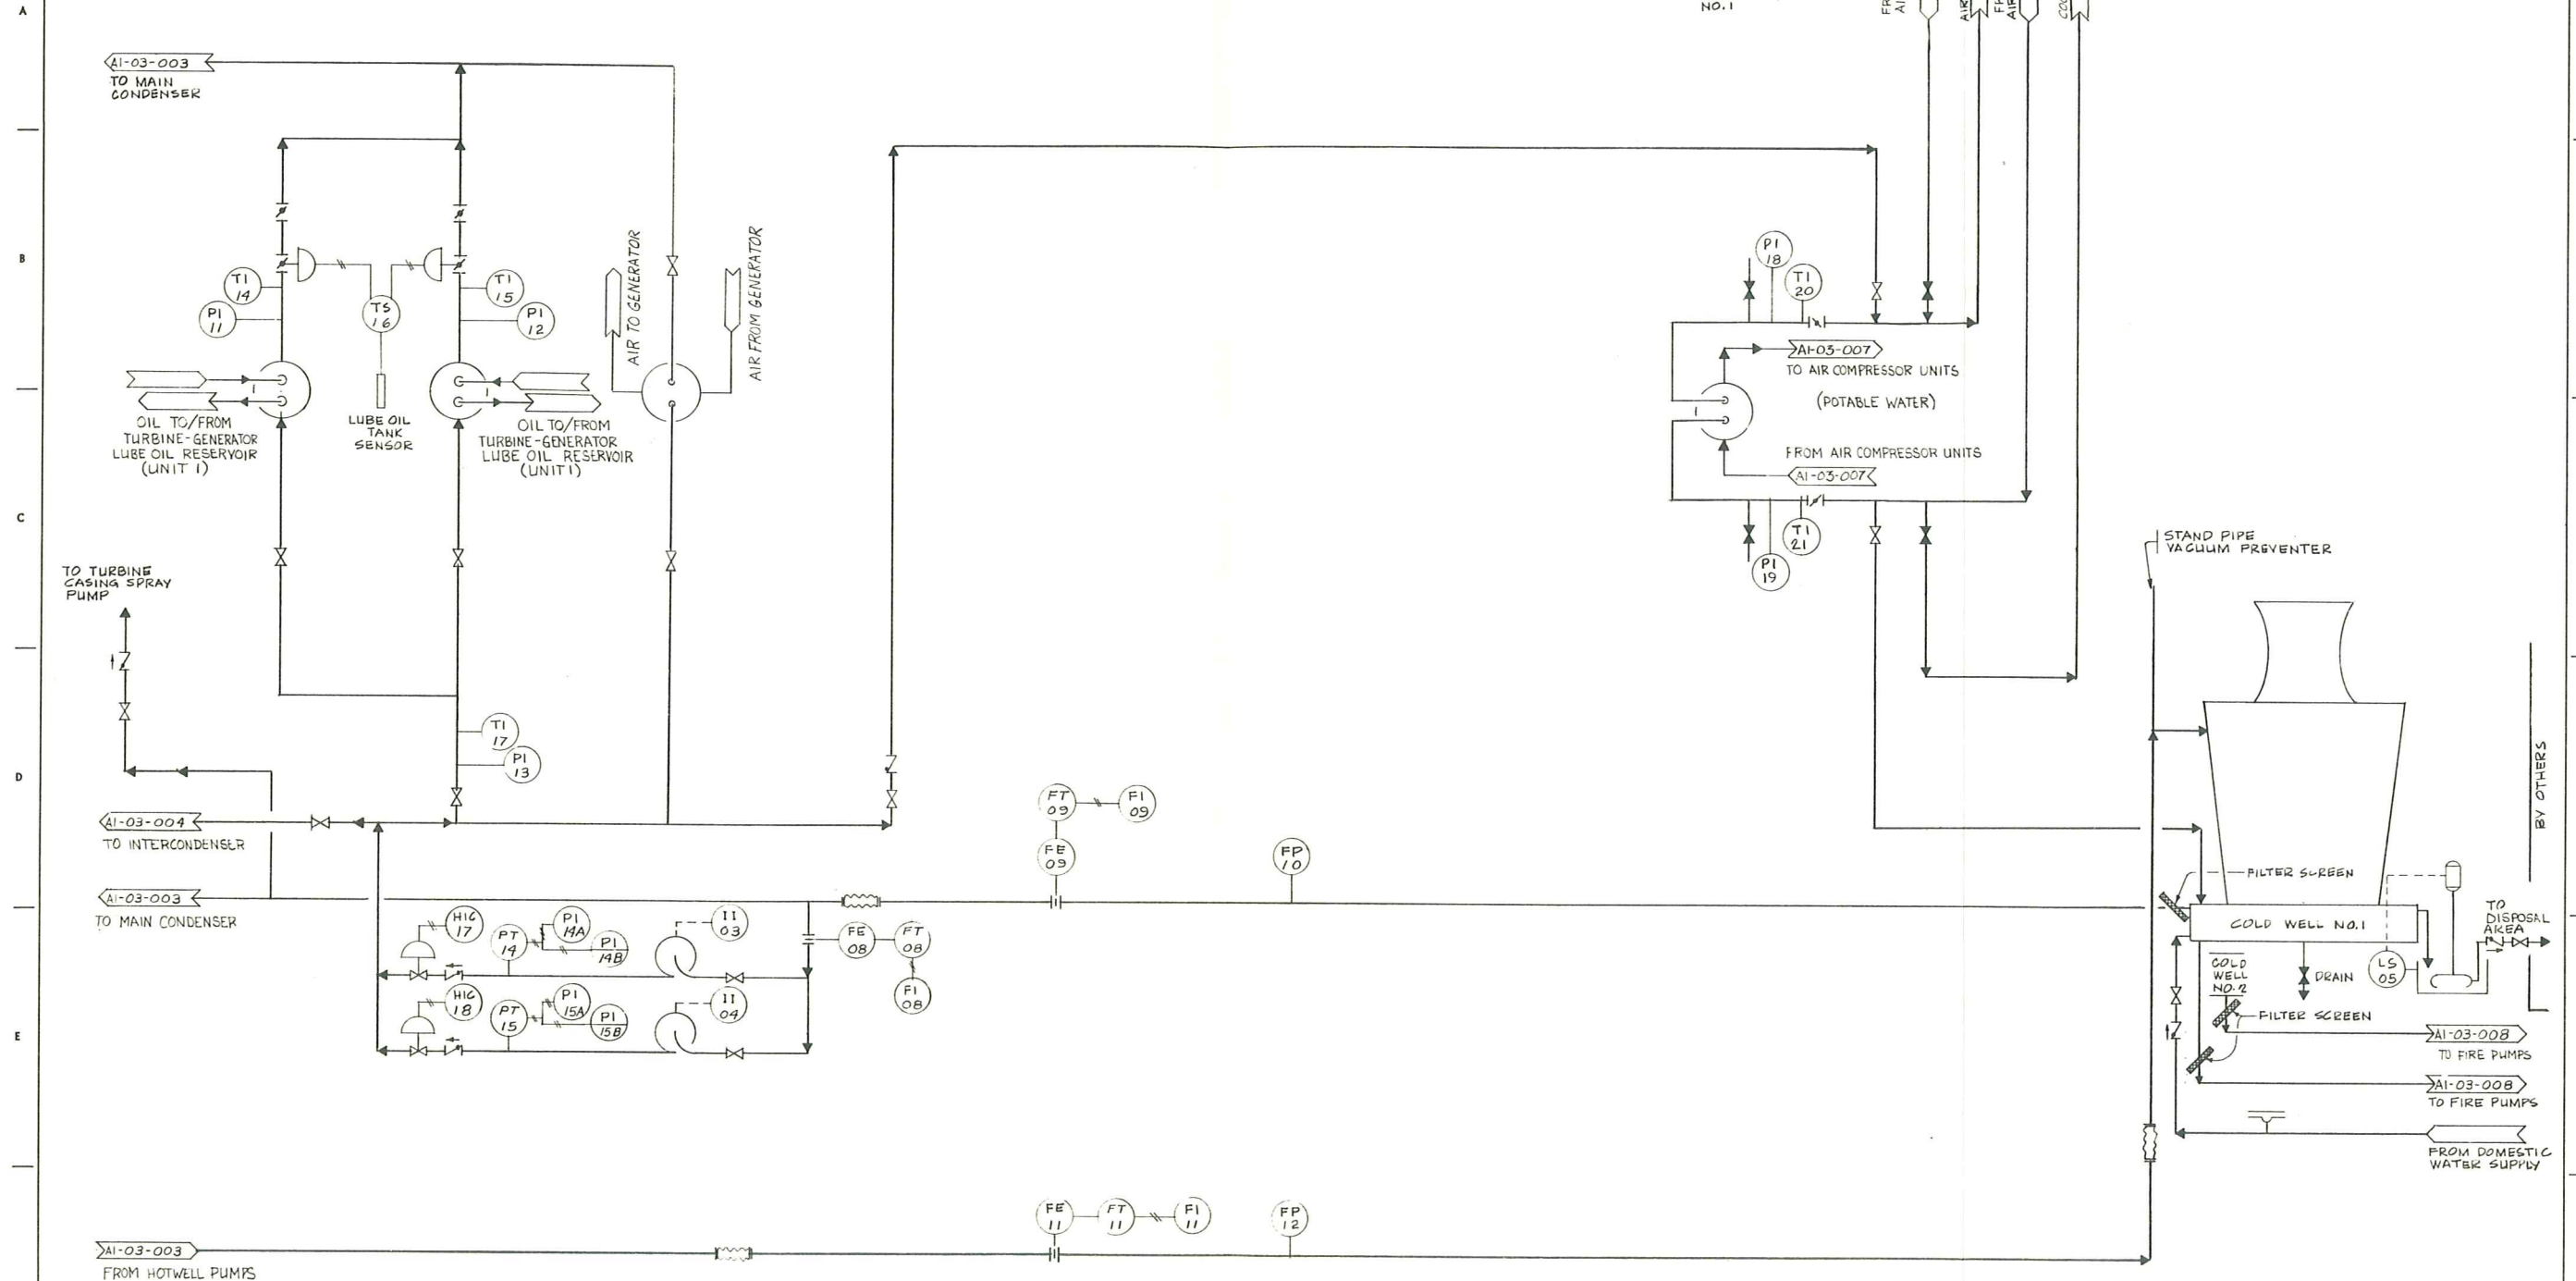 A
NO.1
AI-03-003
TO MAIN
CONDENSER
B
AIR TO GENERATOR
AIR FROM GENERATOR
TI
14
PI
11
TS
16
TI
15
PI
12
PI
18
TI
20
AI-03-007
TO AIR COMPRESSOR UNITS
(POTABLE WATER)
OIL TO/FROM
TURBINE-GENERATOR
LUBE OIL RESERVOIR
(UNIT 1)
LUBE OIL
TANK
SENSOR
OIL TO/FROM
TURBINE-GENERATOR
LUBE OIL RESERVOIR
(UNIT 1)
FROM AIR COMPRESSOR UNITS
AI-03-007
C
TI
21
PI
19
STAND PIPE
VACUUM PREVENTER
TO TURBINE
CASING SPRAY
PUMP
TI
17
PI
13
D
BY OTHERS
FT
09
FI
09
AI-03-004
TO INTERCONDENSER
FE
09
FP
10
FILTER SCREEN
AI-03-003
TO MAIN CONDENSER
HIC
17
PT
14
PI
14A
PI
14B
II
03
FE
08
FT
08
FI
08
COLD WELL NO.1
TO
DISPOSAL
AREA
COLD
WELL
NO.2
DRAIN
LS
05
HIC
18
PT
15
PI
15A
PI
15B
II
04
E
FILTER SCREEN
AI-03-008
TO FIRE PUMPS
AI-03-008
TO FIRE PUMPS
FROM DOMESTIC
WATER SUPPLY
FE
11
FT
11
FI
11
FP
12
AI-03-003
FROM HOTWELL PUMPS